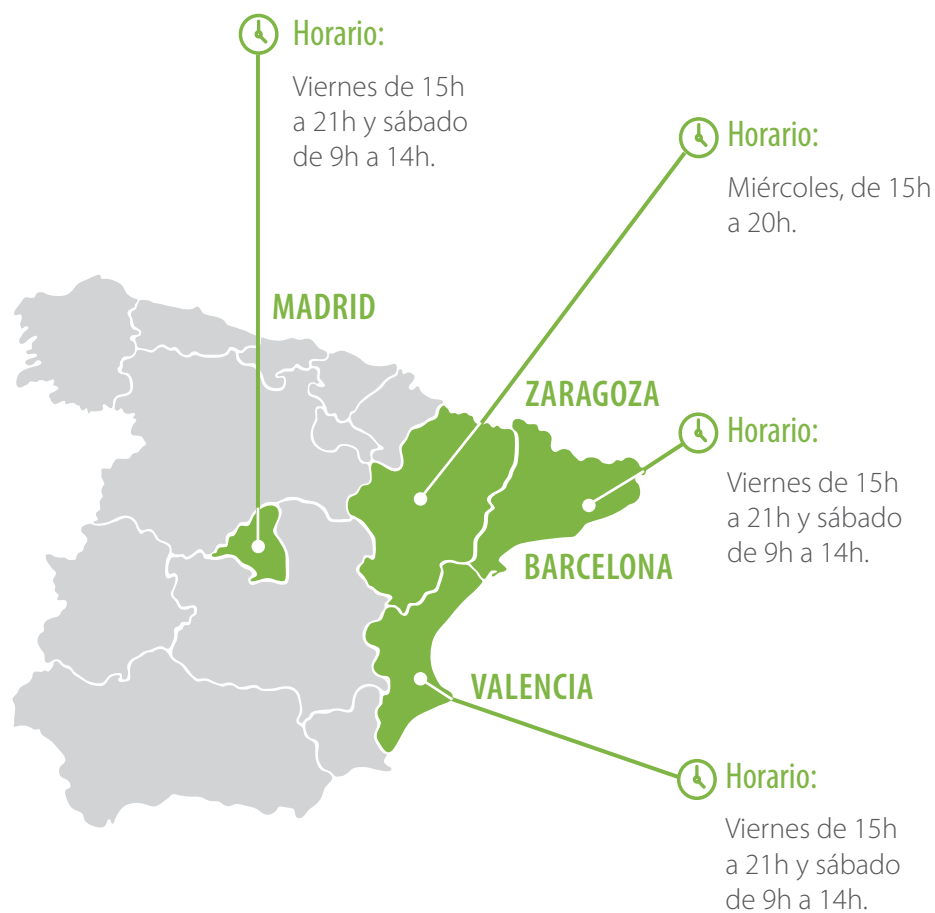 Horario:
Viernes de 15h
a 21h y sábado
de 9h a 14h.
Horario:
Miércoles, de 15h
a 20h.
MADRID
ZARAGOZA
Horario:
Viernes de 15h
a 21h y sábado
de 9h a 14h.
BARCELONA
VALENCIA
Horario:
Viernes de 15h
a 21h y sábado
de 9h a 14h.